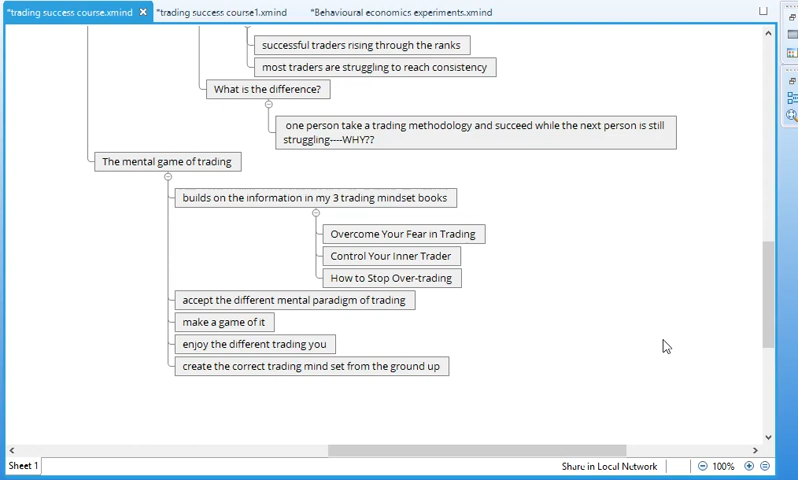 *trading success course.xmind
*trading success course1.xmind
*Behavioural economics experiments.xmind
successful traders rising through the ranks
most traders are struggling to reach consistency
What is the difference?
one person take a trading methodology and succeed while the next person is still
struggling----WHY??
The mental game of trading
builds on the information in my 3 trading mindset books
Overcome Your Fear in Trading
Control Your Inner Trader
How to Stop Over-trading
accept the different mental paradigm of trading
make a game of it
enjoy the different trading you
create the correct trading mind set from the ground up
Sheet 1
Share in Local Network
100%